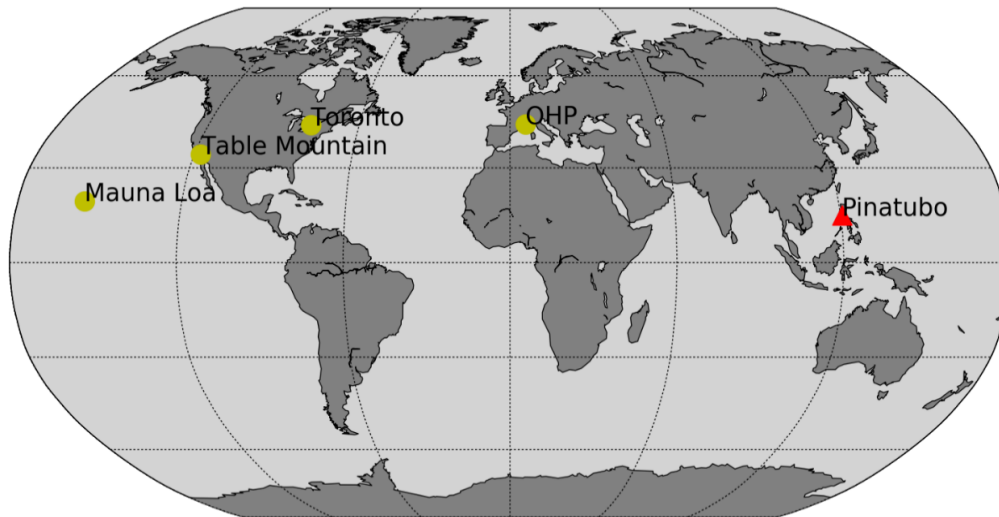 Toronto
OHP
Table Mountain
Mauna Loa
Pinatubo